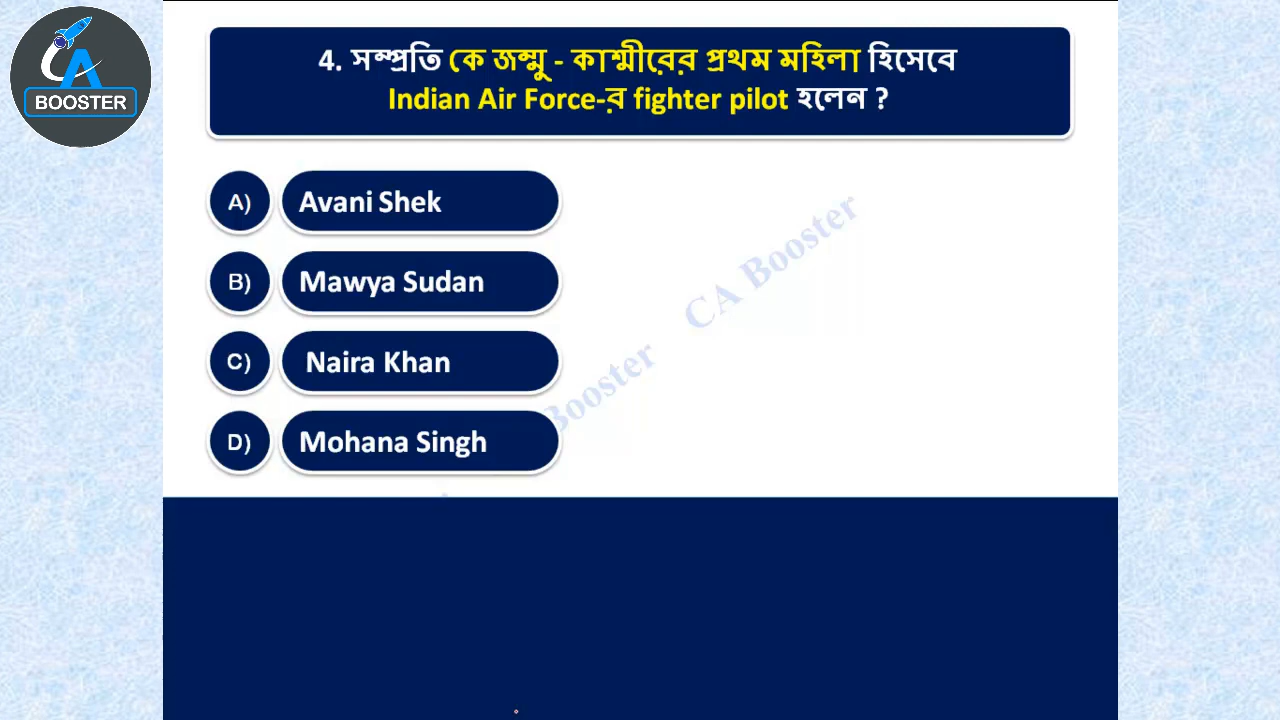 A
BOOSTER
4. সম্প্রতি কে জম্মু - কাশ্মীরের প্রথম মহিলা হিসেবে
Indian Air Force-র fighter pilot হলেন ?
A) Avani Shek
B) Mawya Sudan
C) Naira Khan
D) Mohana Singh
CA Booster
Booster